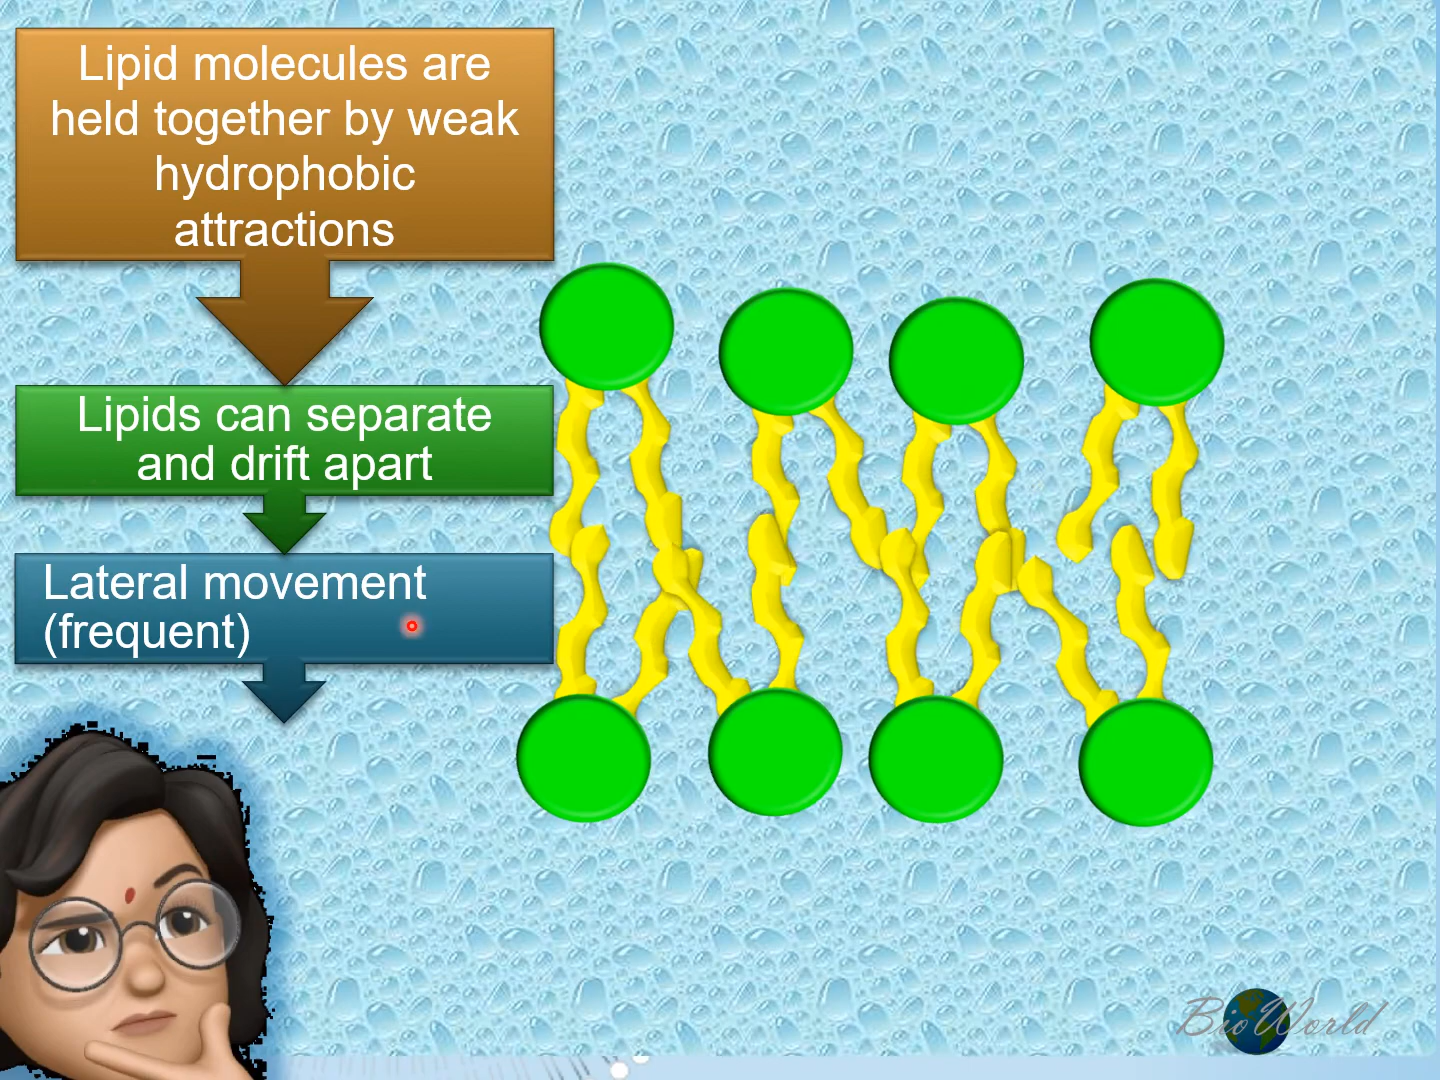 Lipid molecules are
held together by weak
hydrophobic
attractions
Lipids can separate
and drift apart
Lateral movement
(frequent)
BioWorld